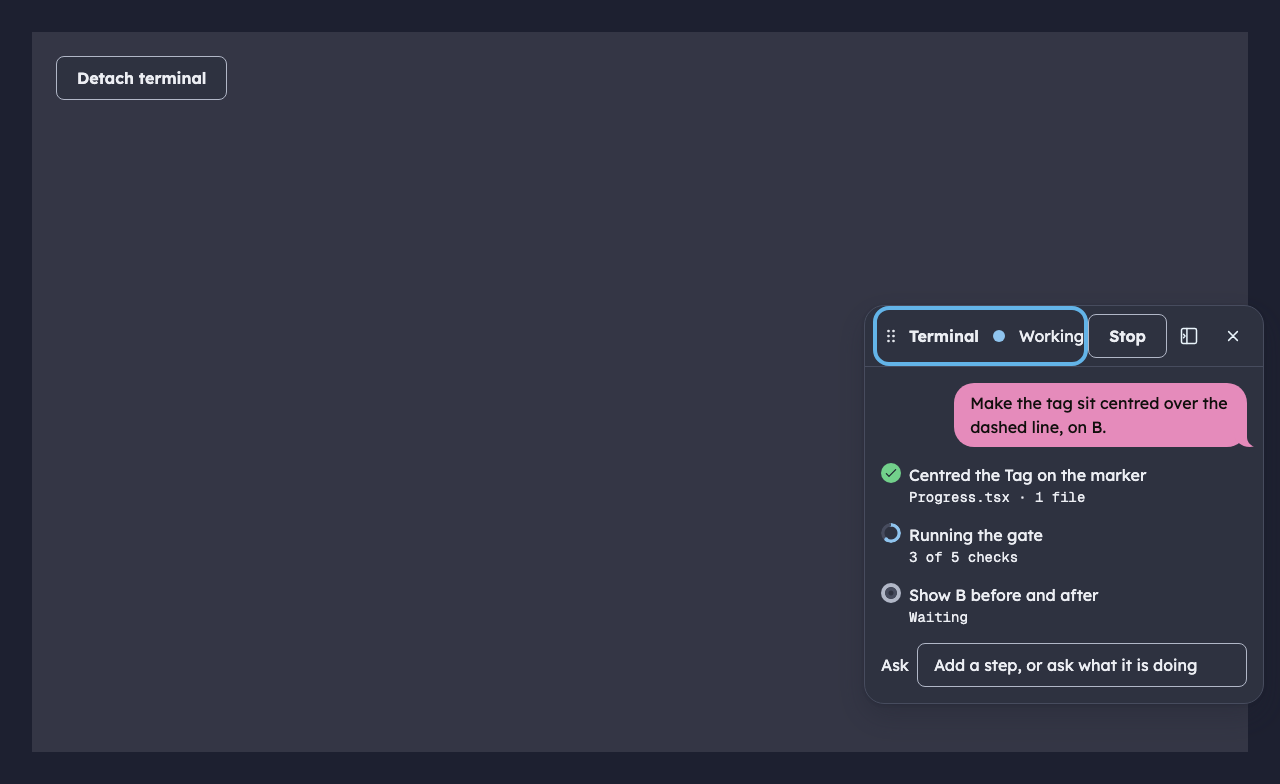 Detach terminal
Terminal Working Stop
Make the tag sit centred over the
dashed line, on B.
Centred the Tag on the marker
Progress.tsx · 1 file
Running the gate
3 of 5 checks
Show B before and after
Waiting
Ask Add a step, or ask what it is doing